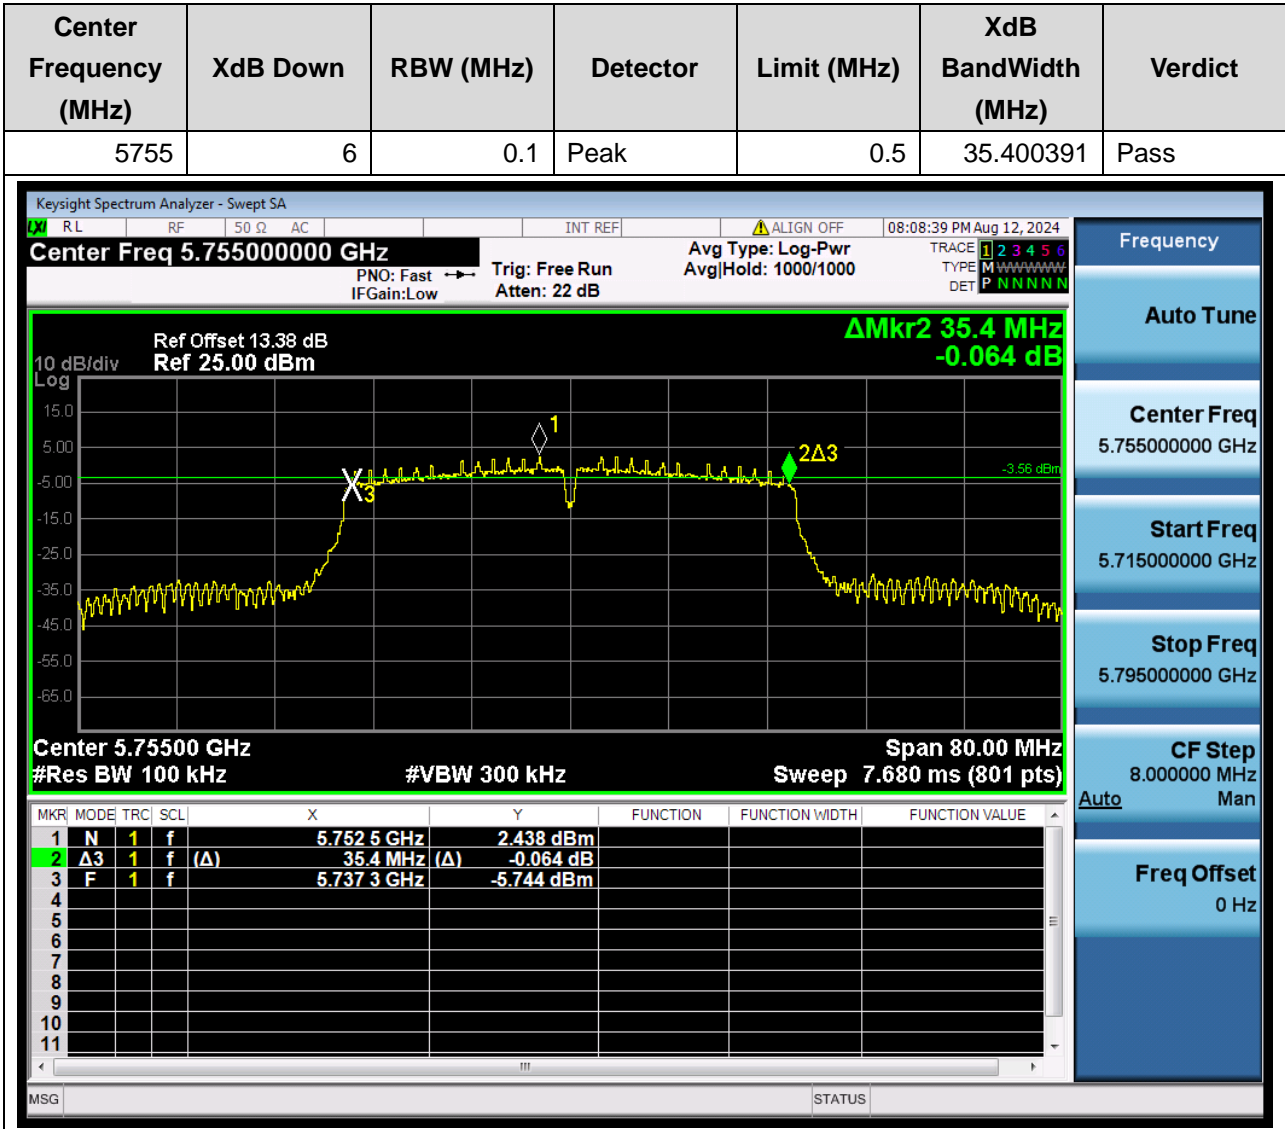 Center Frequency (MHz) XdB Down RBW (MHz) Detector Limit (MHz) XdB BandWidth (MHz) Verdict
5755 6 0.1 Peak 0.5 35.400391 Pass
Keysight Spectrum Analyzer - Swept SA
LXI RL RF 50 Ω AC INT REF ALIGN OFF 08:08:39 PM Aug 12, 2024
Center Freq 5.755000000 GHz
PNO: Fast
IFGain:Low
Trig: Free Run
Atten: 22 dB
Avg Type: Log-Pwr
Avg|Hold: 1000/1000
TRACE 1 2 3 4 5 6
TYPE M WWWWW
DET P N N N N N
Frequency
Auto Tune
Center Freq
5.755000000 GHz
Start Freq
5.715000000 GHz
Stop Freq
5.795000000 GHz
CF Step
8.000000 MHz
Auto Man
Freq Offset
0 Hz
ΔMkr2 35.4 MHz
-0.064 dB
Ref Offset 13.38 dB
10 dB/div Ref 25.00 dBm
Log
15.0
5.00
-5.00
-15.0
-25.0
-35.0
-45.0
-55.0
-65.0
1
2Δ3
3
-3.56 dBm
Center 5.75500 GHz Span 80.00 MHz
#Res BW 100 kHz #VBW 300 kHz Sweep 7.680 ms (801 pts)
MKR MODE TRC SCL X Y FUNCTION FUNCTION WIDTH FUNCTION VALUE
1 N 1 f 5.752 5 GHz 2.438 dBm
2 Δ3 1 f (Δ) 35.4 MHz (Δ) -0.064 dB
3 F 1 f 5.737 3 GHz -5.744 dBm
4
5
6
7
8
9
10
11
MSG STATUS